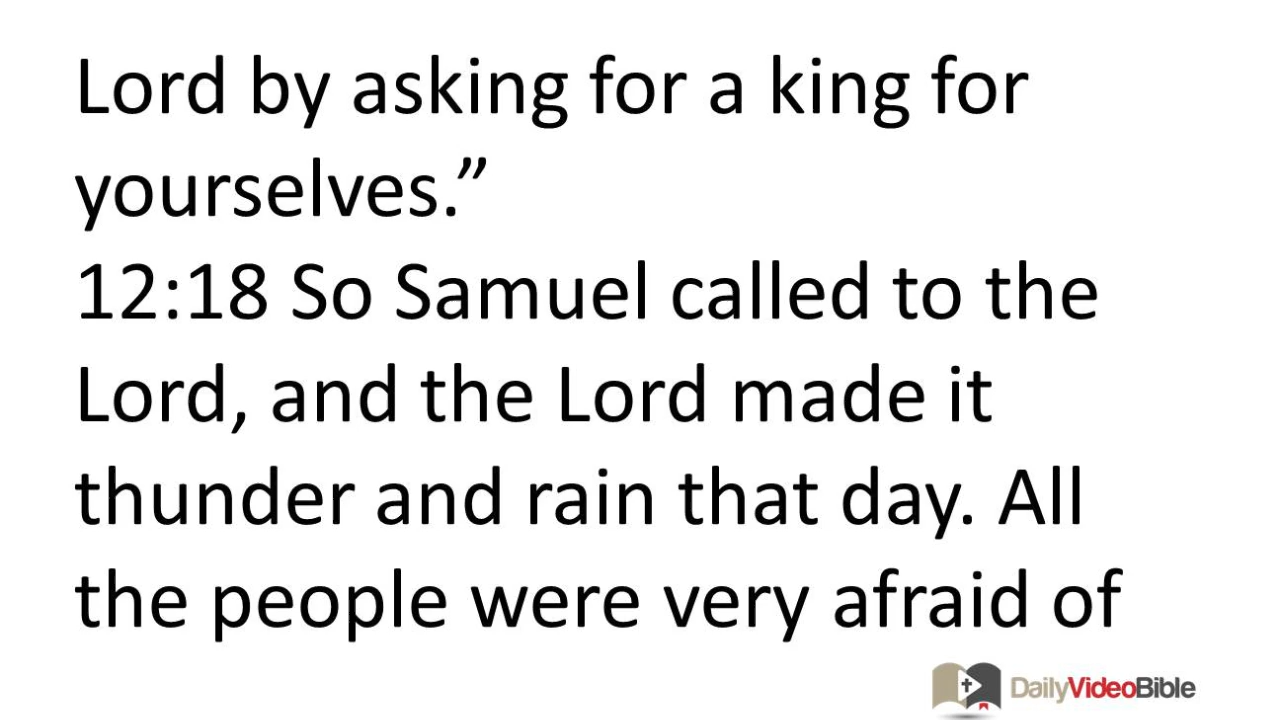 Lord by asking for a king for
yourselves.”
12:18 So Samuel called to the
Lord, and the Lord made it
thunder and rain that day. All
the people were very afraid of
DailyVideoBible